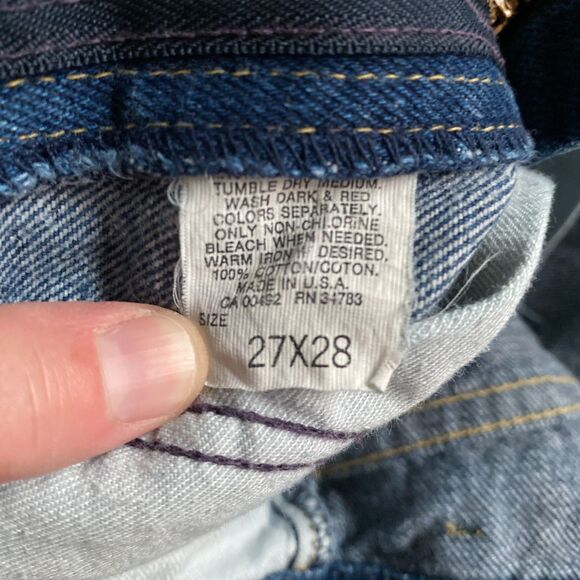 TUMBLE DRY MEDIUM.
WASH DARK & RED
COLORS SEPARATELY.
ONLY NON-CHLORINE
BLEACH WHEN NEEDED.
WARM IRON IF DESIRED.
100% COTTON/COTON.
MADE IN U.S.A.
CA 00492 RN 34783
SIZE
27X28